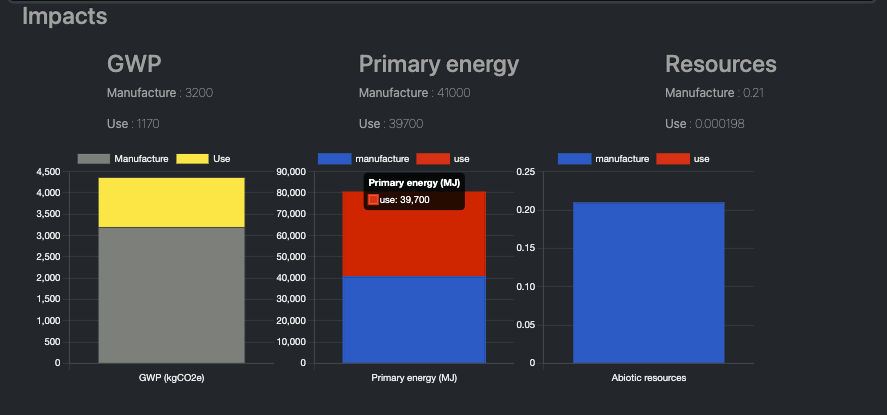 Impacts
GWP
Manufacture : 3200
Use : 1170
Primary energy
Manufacture : 41000
Use : 39700
Resources
Manufacture : 0.21
Use : 0.000198
Manufacture Use
4,500
4,000
3,500
3,000
2,500
2,000
1,500
1,000
500
0
GWP (kgCO2e)
manufacture use
90,000
80,000
70,000
60,000
50,000
40,000
30,000
20,000
10,000
0
Primary energy (MJ)
use: 39,700
Primary energy (MJ)
manufacture use
0.25
0.20
0.15
0.10
0.05
0
Abiotic resources